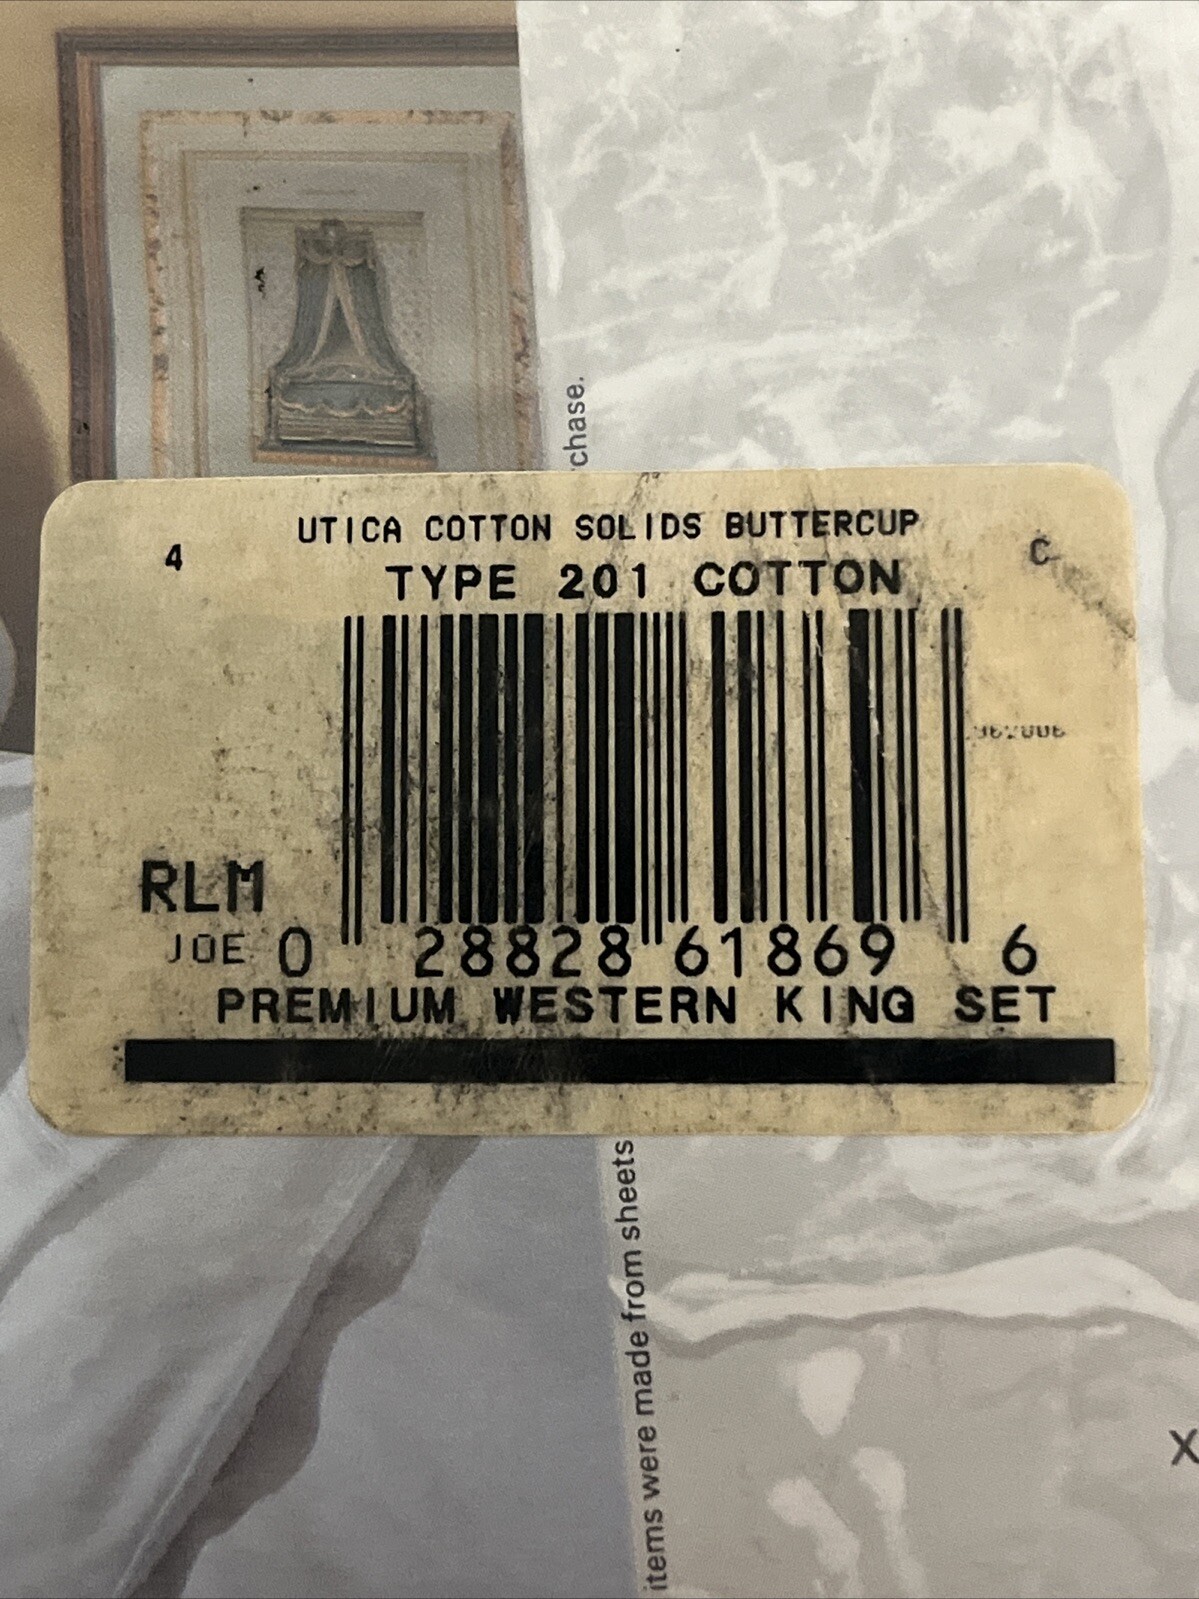 chase.
UTICA COTTON SOLIDS BUTTERCUP
4
C
TYPE 201 COTTON
RLM
JOE 0 28828 61869 6
PREMIUM WESTERN KING SET
items were made from sheets
X